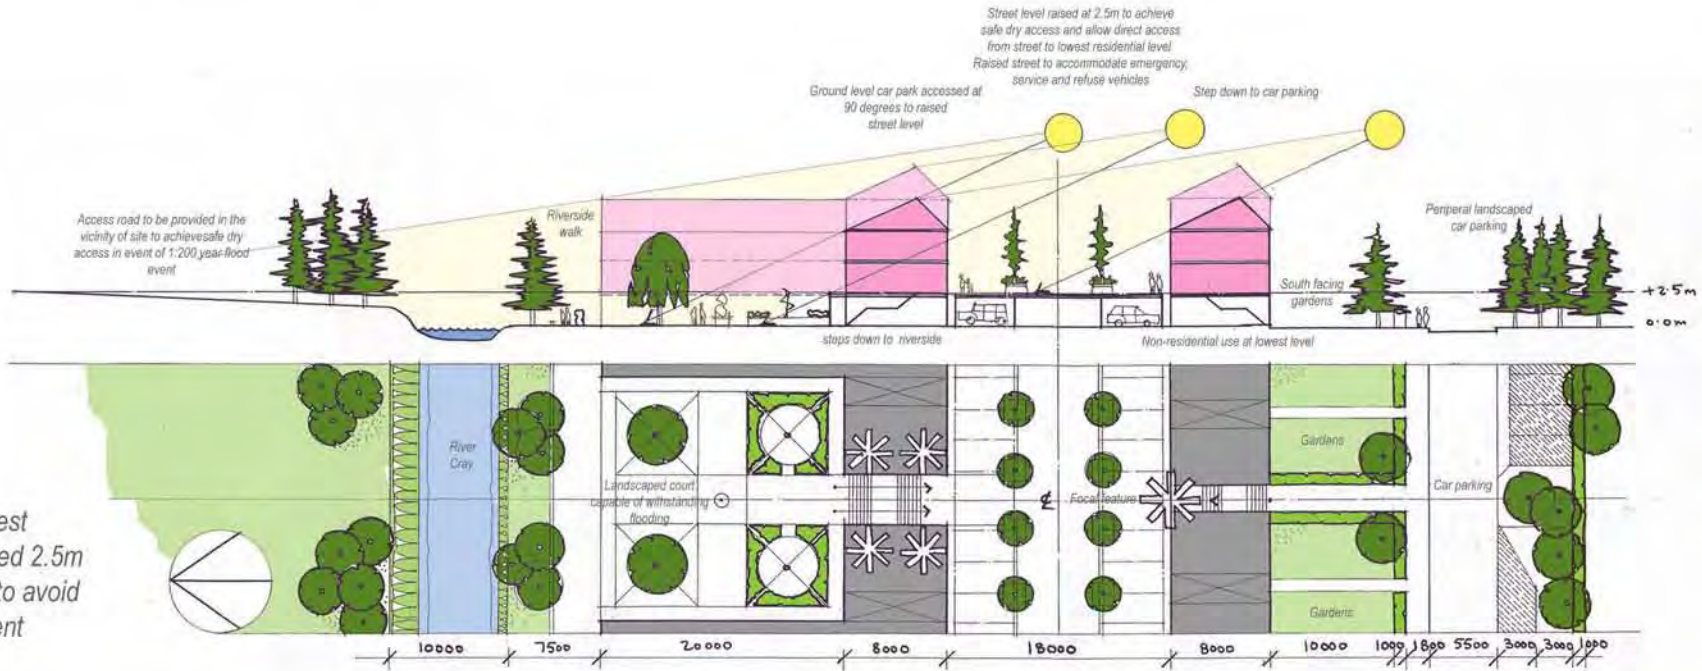 Street level raised at 2.5m to achieve
safe dry access and allow direct access
from street to lowest residential level
Raised street to accommodate emergency,
service and refuse vehicles
Ground level car park accessed at
90 degrees to raised
street level
Step down to car parking
Access road to be provided in the
vicinity of site to achievesafe dry
access in event of 1:200 year flood
event
Riverside
walk
Periperal landscaped
car parking
South facing
gardens
+2.5m
0.0m
steps down to riverside
Non-residential use at lowest level
River
Cray
Landscaped court
capable of withstanding
flooding
Focal feature
Gardens
Car parking
Gardens
est
ed 2.5m
to avoid
ent
10000
7500
20000
8000
18000
8000
10000
1000
1800
5500
3000
3000
1000